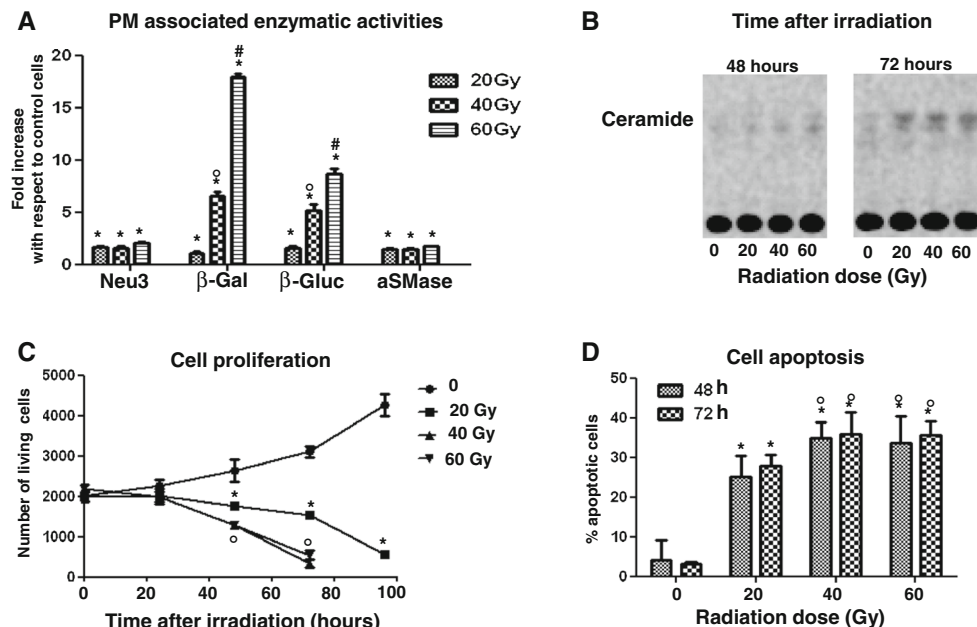 A PM associated enzymatic activities
Fold increase
with respect to control cells
20
15
10
5
0
20Gy
40Gy
60Gy
* * *
* ° * # *
* ° * # *
* * *
Neu3 β-Gal β-Gluc aSMase
B Time after irradiation
48 hours 72 hours
Ceramide
0 20 40 60 0 20 40 60
Radiation dose (Gy)
C Cell proliferation
Number of living cells
5000
4000
3000
2000
1000
0
0
20 Gy
40 Gy
60 Gy
* * *
° °
0 20 40 60 80 100
Time after irradiation (hours)
D Cell apoptosis
% apoptotic cells
50
40
30
20
10
0
48 h
72 h
* *
° ° ° °
* * * *
0 20 40 60
Radiation dose (Gy)